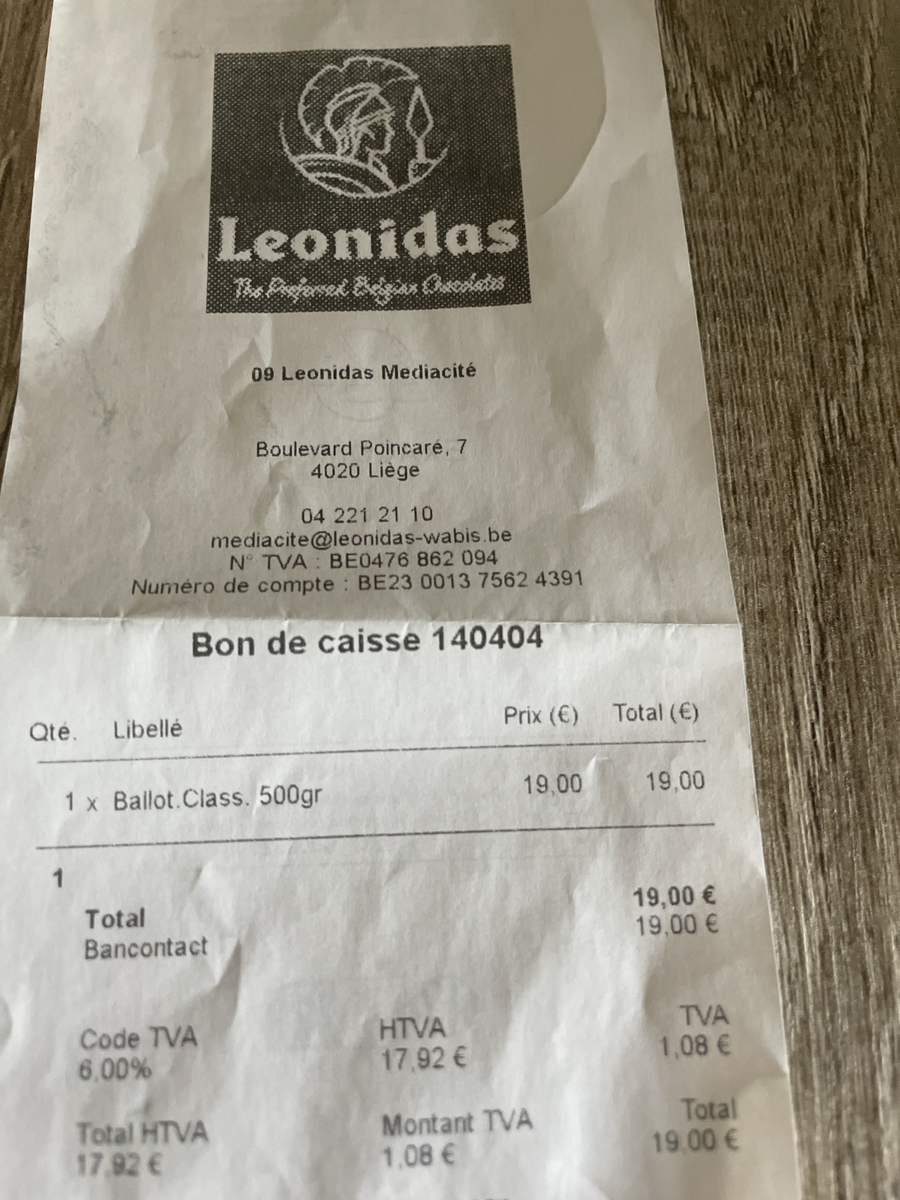 Leonidas
The Preferred Belgian Chocolates
09 Leonidas Mediacité
Boulevard Poincaré, 7
4020 Liège
04 221 21 10
mediacite@leonidas-wabis.be
N° TVA : BE0476 862 094
Numéro de compte : BE23 0013 7562 4391
Bon de caisse 140404
Qté. Libellé Prix (€) Total (€)
1 x Ballot.Class. 500gr 19,00 19,00
1
Total 19,00 €
Bancontact 19,00 €
Code TVA HTVA TVA
6,00% 17,92 € 1,08 €
Total HTVA Montant TVA Total
17,92 € 1,08 € 19,00 €